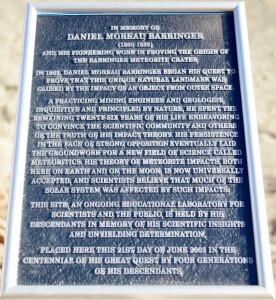 IN MEMORY OF
DANIEL MOREAU BARRINGER
(1860-1929)
AND HIS PIONEERING WORK IN PROVING THE ORIGIN OF
THE BARRINGER METEORITE CRATER
IN 1903, DANIEL MOREAU BARRINGER BEGAN HIS QUEST TO
PROVE THAT THIS UNIQUE NATURAL LANDMARK WAS
CAUSED BY THE IMPACT OF AN OBJECT FROM OUTER SPACE.
A PRACTICING MINING ENGINEER AND GEOLOGIST,
INQUISITIVE AND PRINCIPLED BY NATURE, HE SPENT THE
REMAINING TWENTY-SIX YEARS OF HIS LIFE ENDEAVORING
TO CONVINCE THE SCIENTIFIC COMMUNITY AND OTHERS
OF THE TRUTH OF HIS IMPACT THEORY. HIS PERSISTENCE
IN THE FACE OF STRONG OPPOSITION EVENTUALLY LAID
THE GROUNDWORK FOR A NEW FIELD OF SCIENCE CALLED
METEORITICS. HIS THEORY OF METEORITE IMPACTS, BOTH
HERE ON EARTH AND ON THE MOON, IS NOW UNIVERSALLY
ACCEPTED, AND SCIENTISTS BELIEVE THAT MUCH OF THE
SOLAR SYSTEM WAS AFFECTED BY SUCH IMPACTS.
THIS SITE, AN ONGOING EDUCATIONAL LABORATORY FOR
SCIENTISTS AND THE PUBLIC, IS HELD BY HIS
DESCENDANTS IN MEMORY OF HIS SCIENTIFIC INSIGHTS
AND UNYIELDING DETERMINATION.
PLACED HERE THIS 21ST DAY OF JUNE 2003 IN THE
CENTENNIAL OF HIS GREAT QUEST BY FOUR GENERATIONS
OF HIS DESCENDANTS.